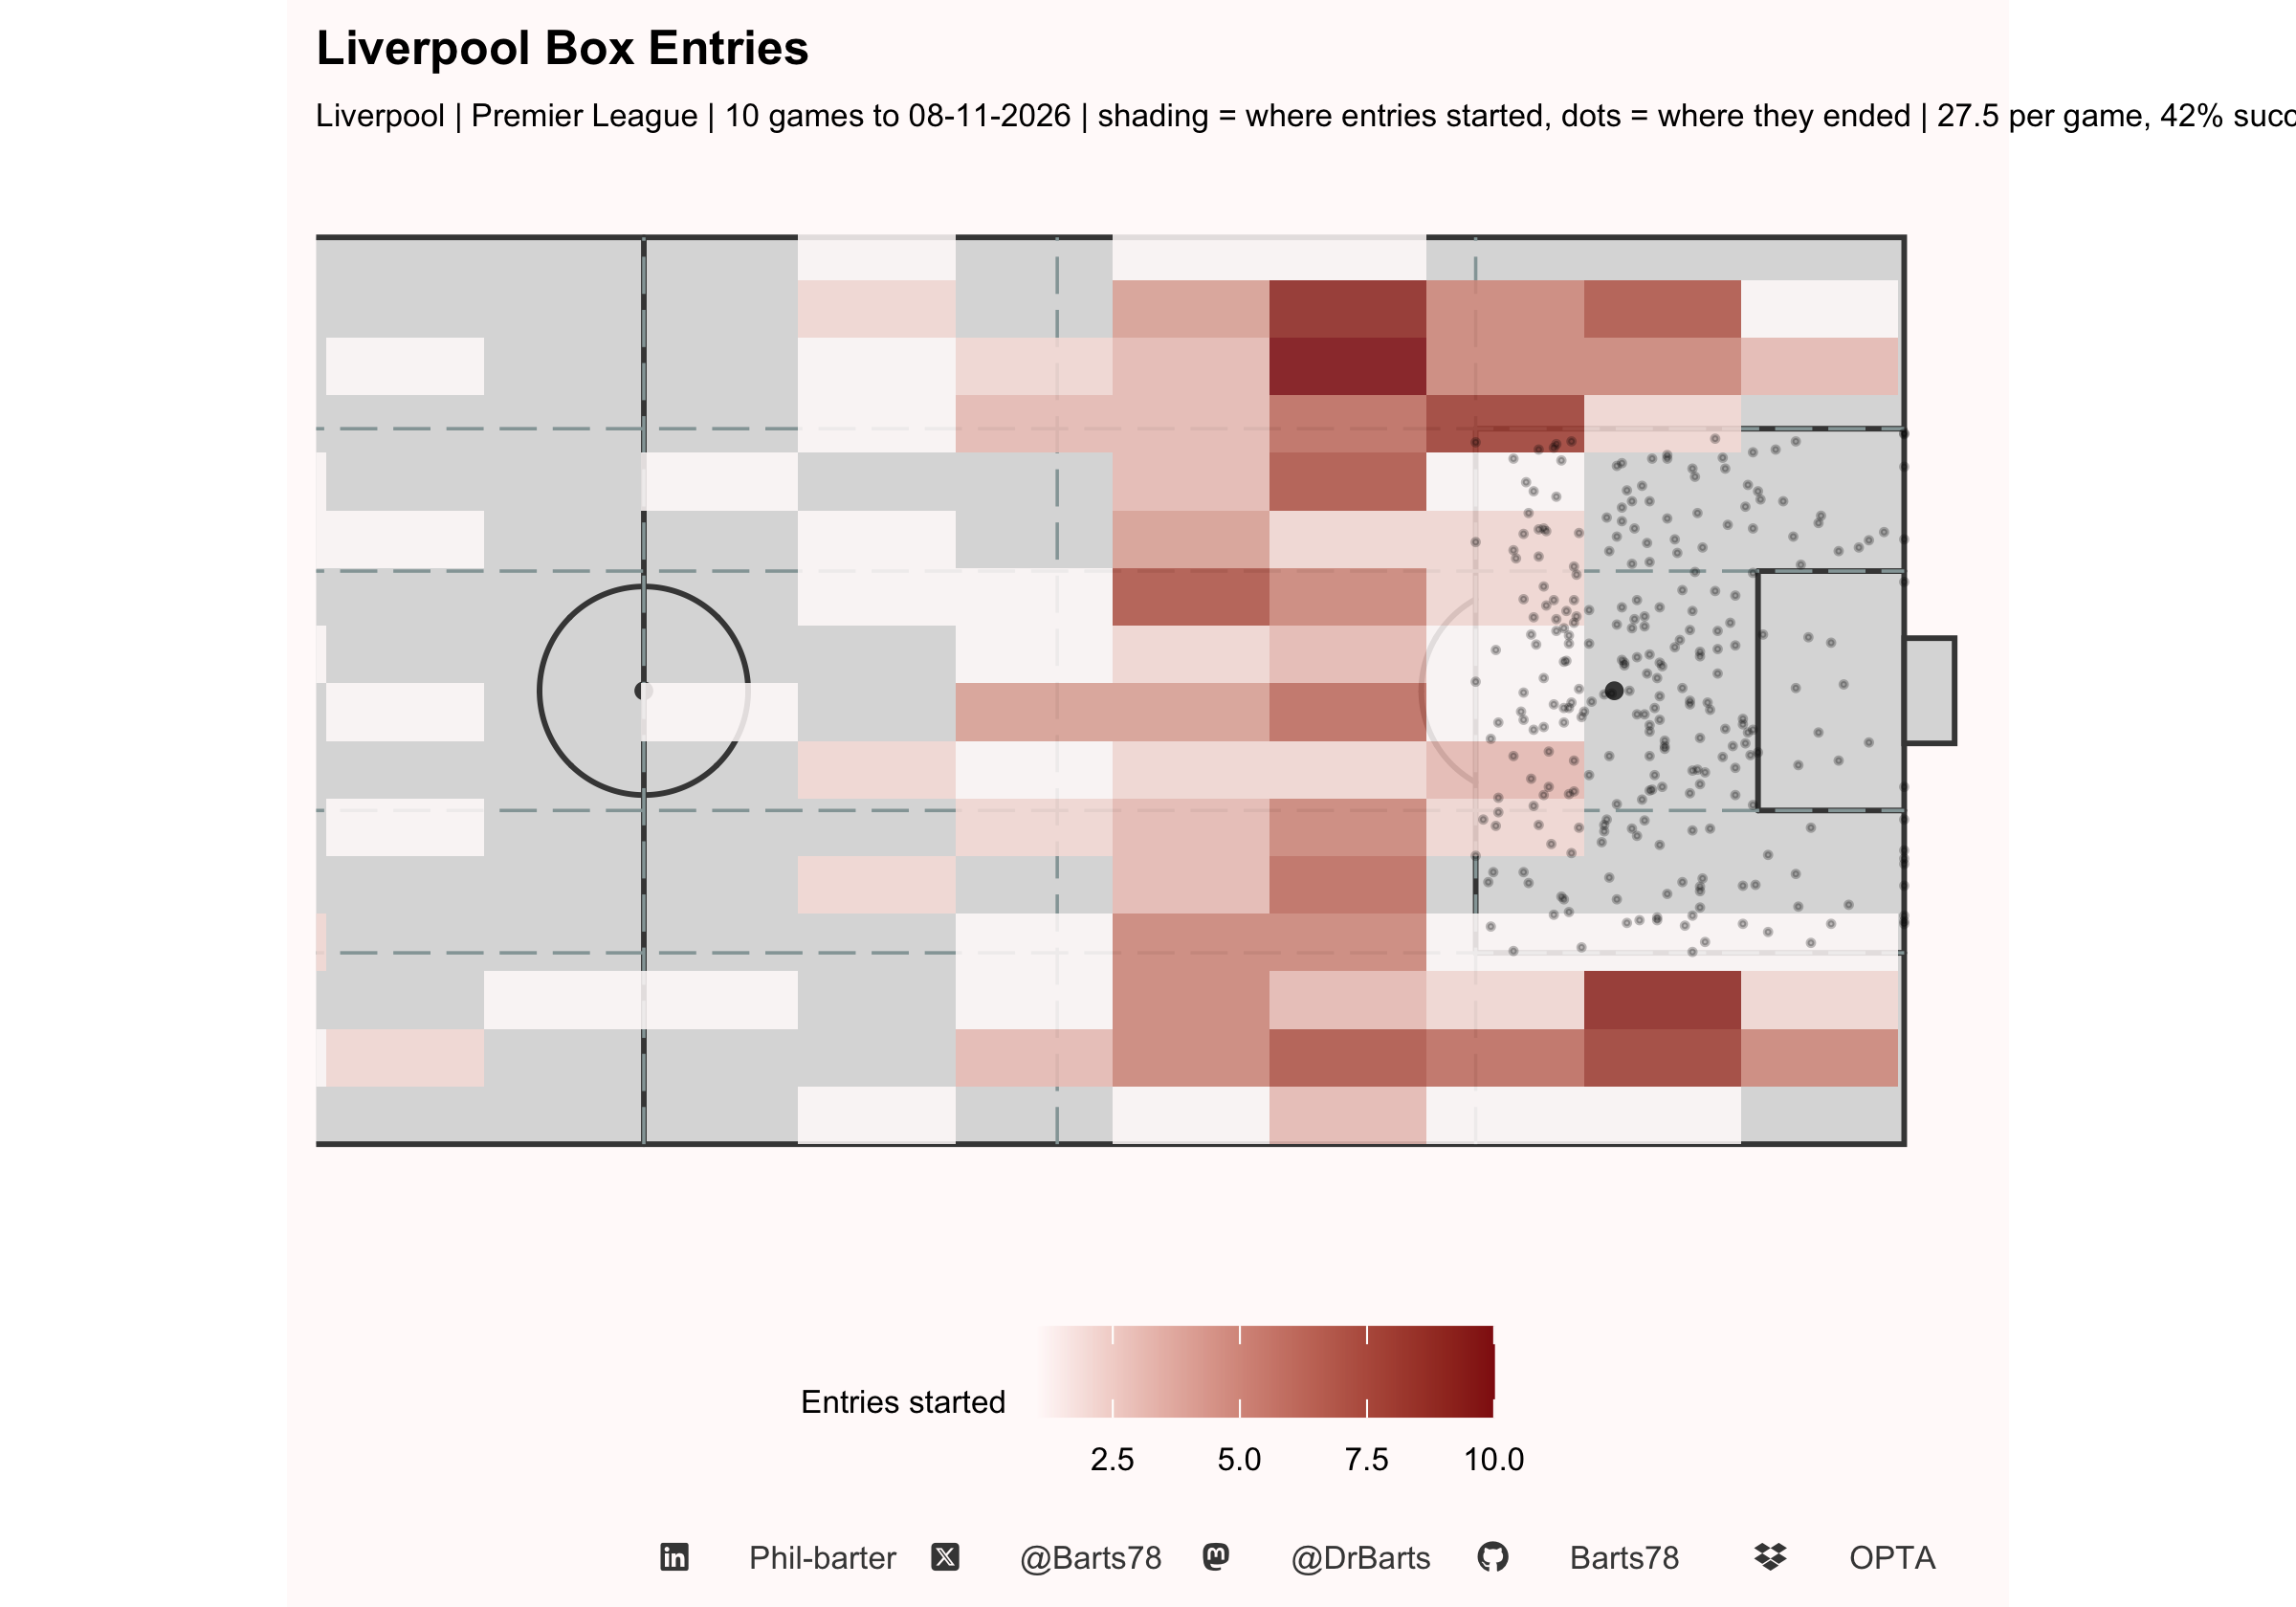 Liverpool Box Entries
Liverpool | Premier League | 10 games to 08-11-2026 | shading = where entries started, dots = where they ended | 27.5 per game, 42%
Entries started
2.5 5.0 7.5 10.0
Phil-barter @Barts78 @DrBarts Barts78 OPTA